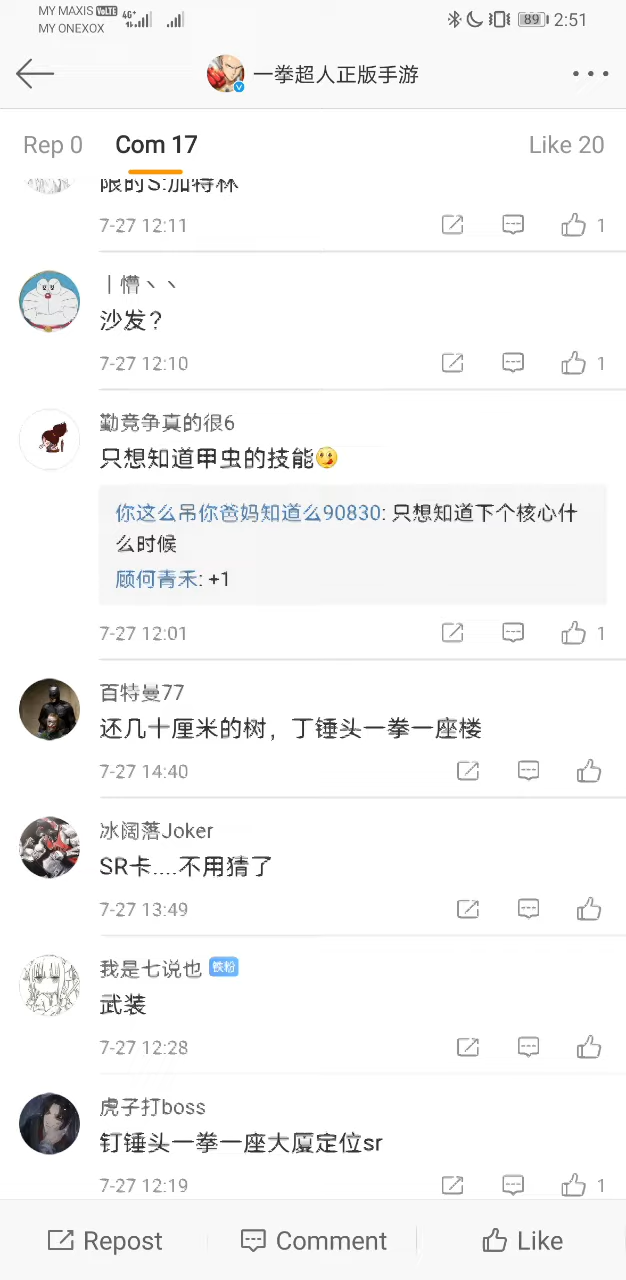 MY MAXIS VoLTE 4G+
MY ONEXOX
89 2:51
一拳超人正版手游
Rep 0 Com 17 Like 20
限时S:加特林
7-27 12:11 1
丨懵丶丶
沙发？
7-27 12:10 1
勤竞争真的很6
只想知道甲虫的技能
你这么吊你爸妈知道么90830: 只想知道下个核心什
么时候
顾何青禾: +1
7-27 12:01 1
百特曼77
还几十厘米的树，丁锤头一拳一座楼
7-27 14:40
冰阔落Joker
SR卡....不用猜了
7-27 13:49
我是七说也 铁粉
武装
7-27 12:28
虎子打boss
钉锤头一拳一座大厦定位sr
7-27 12:19 1
Repost Comment Like